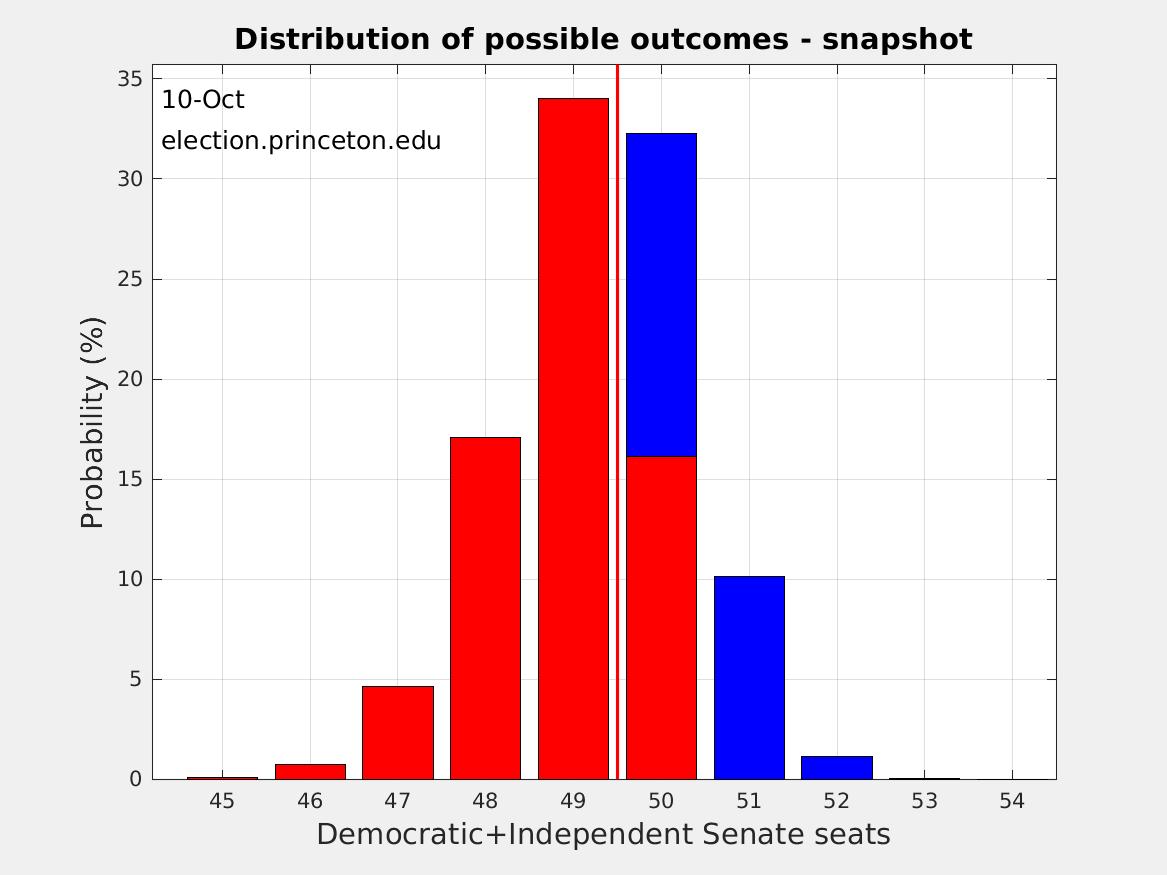 Distribution of possible outcomes - snapshot
10-Oct
election.princeton.edu
35
30
25
20
15
10
5
0
Probability (%)
45 46 47 48 49 50 51 52 53 54
Democratic+Independent Senate seats